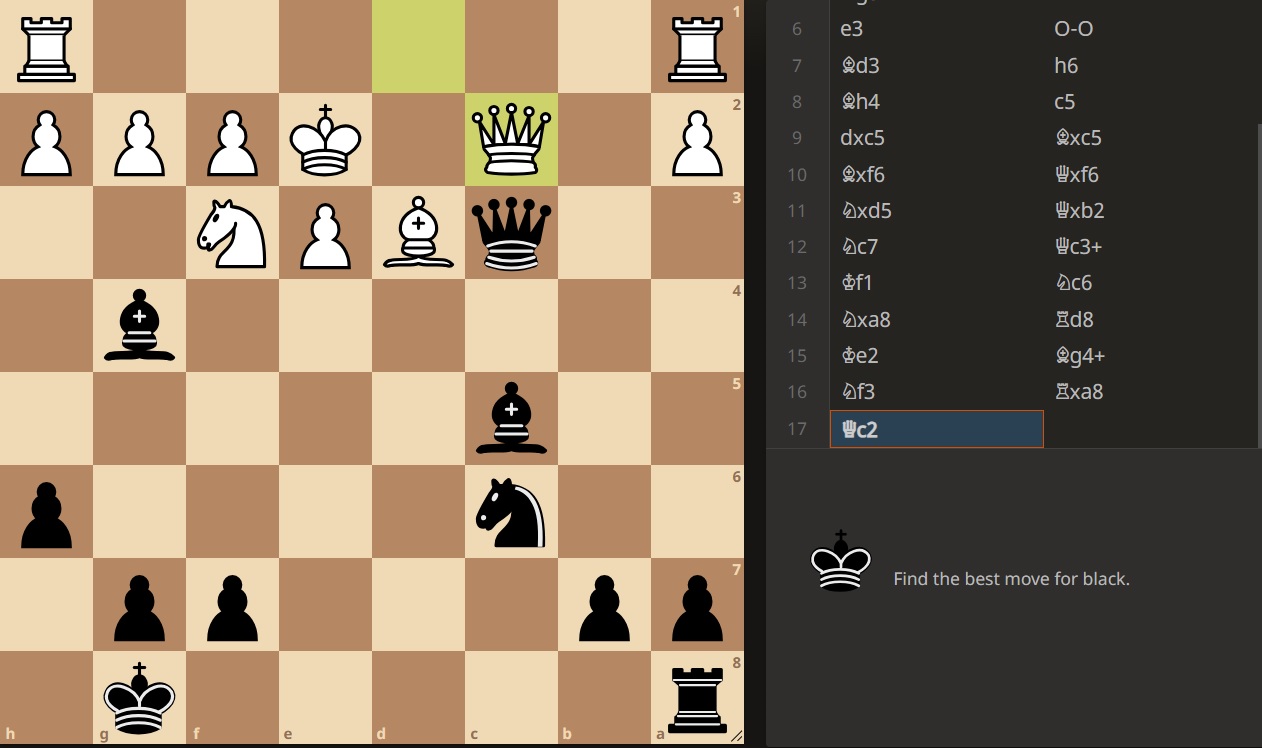 1
2
3
4
5
6
7
8
h g f e d c b a
6 e3 O-O
7 ♗d3 h6
8 ♗h4 c5
9 dxc5 ♗xc5
10 ♗xf6 ♕xf6
11 ♘xd5 ♕xb2
12 ♘c7 ♕c3+
13 ♔f1 ♘c6
14 ♘xa8 ♖d8
15 ♔e2 ♗g4+
16 ♘f3 ♖xa8
17 ♕c2
Find the best move for black.